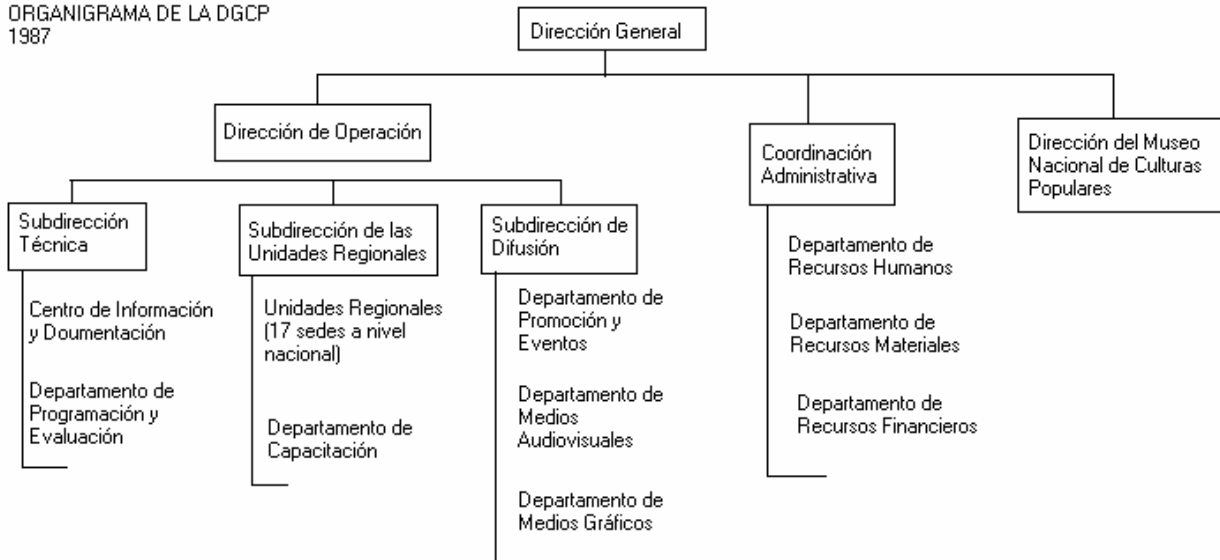 ORGANIGRAMA DE LA DGCP
1987
Dirección General
Dirección de Operación
Coordinación
Administrativa
Dirección del Museo
Nacional de Culturas
Populares
Subdirección
Técnica
Subdirección de las
Unidades Regionales
Subdirección de
Difusión
Centro de Información
y Doumentación
Departamento de
Programación y
Evaluación
Unidades Regionales
(17 sedes a nivel
nacional)
Departamento de
Capacitación
Departamento de
Promoción y
Eventos
Departamento de
Medios
Audiovisuales
Departamento de
Medios Gráficos
Departamento de
Recursos Humanos
Departamento de
Recursos Materiales
Departamento de
Recursos Financieros